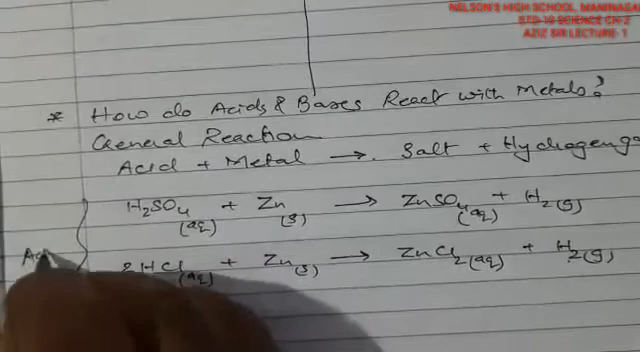 NELSON'S HIGH SCHOOL, MANINAGAR
STD-10 SCIENCE CH-2
AZIZ SIR LECTURE- 1
* How do Acids & Bases React with Metals?
General Reaction
Acid + Metal → Salt + Hydrogenga
H₂SO₄(aq) + Zn(s) → ZnSO₄(aq) + H₂(g)
2HCl(aq) + Zn(s) → ZnCl₂(aq) + H₂(g)